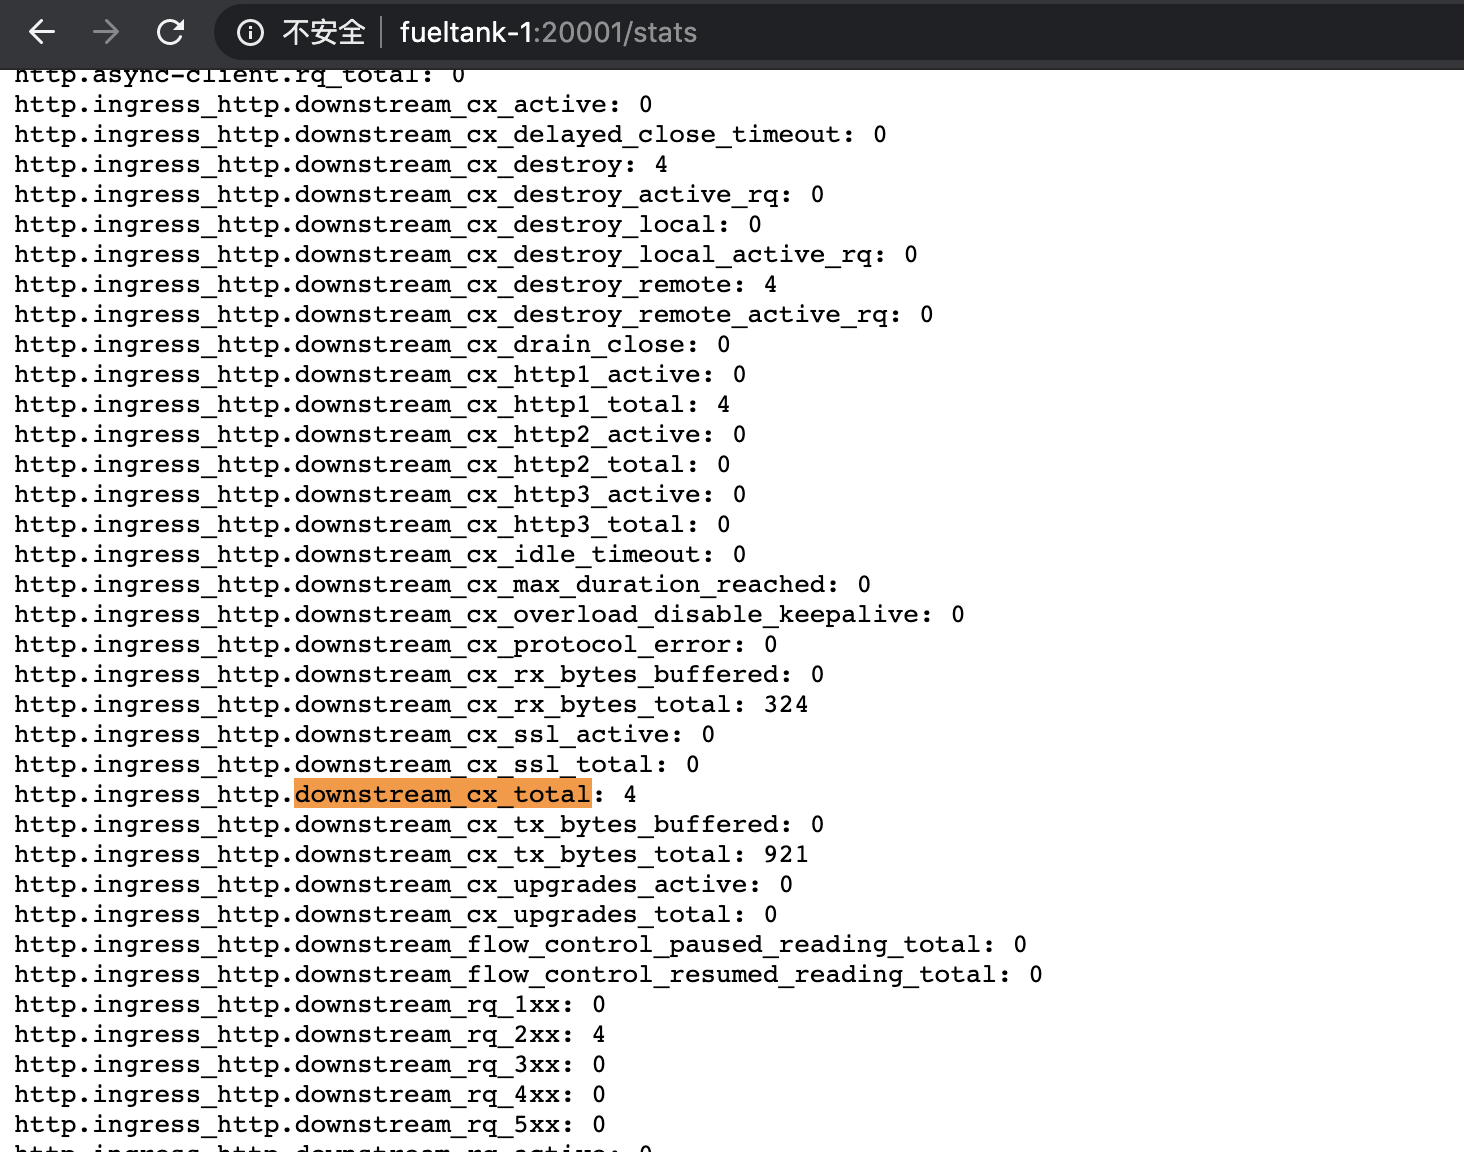 不安全 fueltank-1:20001/stats
http.async-client.rq_total: 0
http.ingress_http.downstream_cx_active: 0
http.ingress_http.downstream_cx_delayed_close_timeout: 0
http.ingress_http.downstream_cx_destroy: 4
http.ingress_http.downstream_cx_destroy_active_rq: 0
http.ingress_http.downstream_cx_destroy_local: 0
http.ingress_http.downstream_cx_destroy_local_active_rq: 0
http.ingress_http.downstream_cx_destroy_remote: 4
http.ingress_http.downstream_cx_destroy_remote_active_rq: 0
http.ingress_http.downstream_cx_drain_close: 0
http.ingress_http.downstream_cx_http1_active: 0
http.ingress_http.downstream_cx_http1_total: 4
http.ingress_http.downstream_cx_http2_active: 0
http.ingress_http.downstream_cx_http2_total: 0
http.ingress_http.downstream_cx_http3_active: 0
http.ingress_http.downstream_cx_http3_total: 0
http.ingress_http.downstream_cx_idle_timeout: 0
http.ingress_http.downstream_cx_max_duration_reached: 0
http.ingress_http.downstream_cx_overload_disable_keepalive: 0
http.ingress_http.downstream_cx_protocol_error: 0
http.ingress_http.downstream_cx_rx_bytes_buffered: 0
http.ingress_http.downstream_cx_rx_bytes_total: 324
http.ingress_http.downstream_cx_ssl_active: 0
http.ingress_http.downstream_cx_ssl_total: 0
http.ingress_http.downstream_cx_total: 4
http.ingress_http.downstream_cx_tx_bytes_buffered: 0
http.ingress_http.downstream_cx_tx_bytes_total: 921
http.ingress_http.downstream_cx_upgrades_active: 0
http.ingress_http.downstream_cx_upgrades_total: 0
http.ingress_http.downstream_flow_control_paused_reading_total: 0
http.ingress_http.downstream_flow_control_resumed_reading_total: 0
http.ingress_http.downstream_rq_1xx: 0
http.ingress_http.downstream_rq_2xx: 4
http.ingress_http.downstream_rq_3xx: 0
http.ingress_http.downstream_rq_4xx: 0
http.ingress_http.downstream_rq_5xx: 0